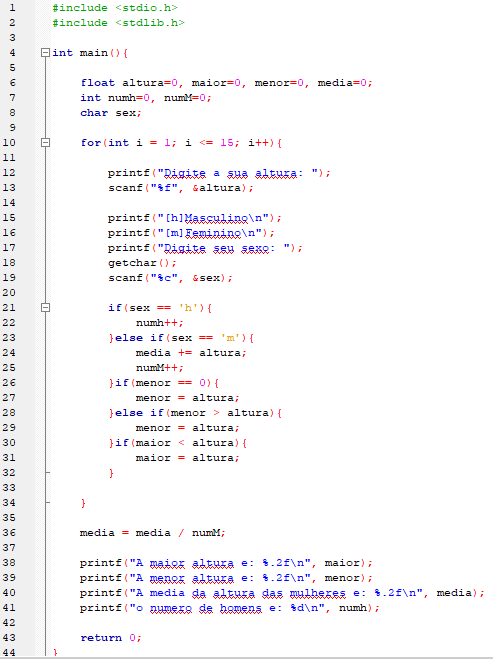 1 #include <stdio.h>
2 #include <stdlib.h>
3
4 int main(){
5
6 float altura=0, maior=0, menor=0, media=0;
7 int numh=0, numM=0;
8 char sex;
9
10 for(int i = 1; i <= 15; i++){
11
12 printf("Digite a sua altura: ");
13 scanf("%f", &altura);
14
15 printf("[h]Masculino\n");
16 printf("[m]Feminino\n");
17 printf("Digite seu sexo: ");
18 getchar();
19 scanf("%c", &sex);
20
21 if(sex == 'h'){
22 numh++;
23 }else if(sex == 'm'){
24 media += altura;
25 numM++;
26 }if(menor == 0){
27 menor = altura;
28 }else if(menor > altura){
29 menor = altura;
30 }if(maior < altura){
31 maior = altura;
32 }
33
34 }
35
36 media = media / numM;
37
38 printf("A maior altura e: %.2f\n", maior);
39 printf("A menor altura e: %.2f\n", menor);
40 printf("A media da altura das mulheres e: %.2f\n", media);
41 printf("o numero de homens e: %d\n", numh);
42
43 return 0;
44 }